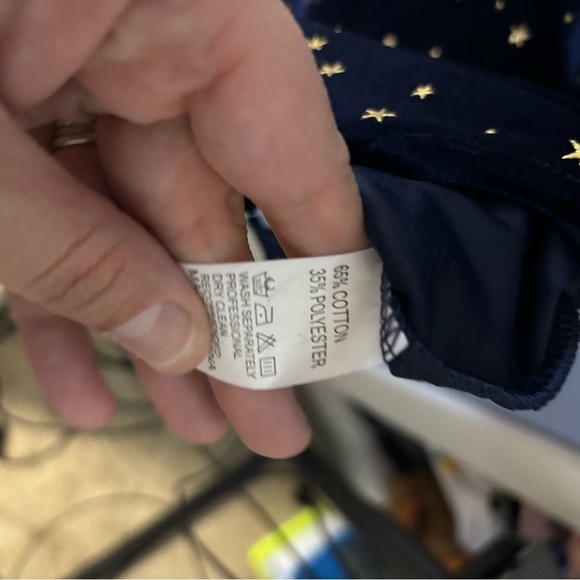 65% COTTON
35% POLYESTER
WASH SEPARATELY
PROFESSIONAL
DRY CLEAN